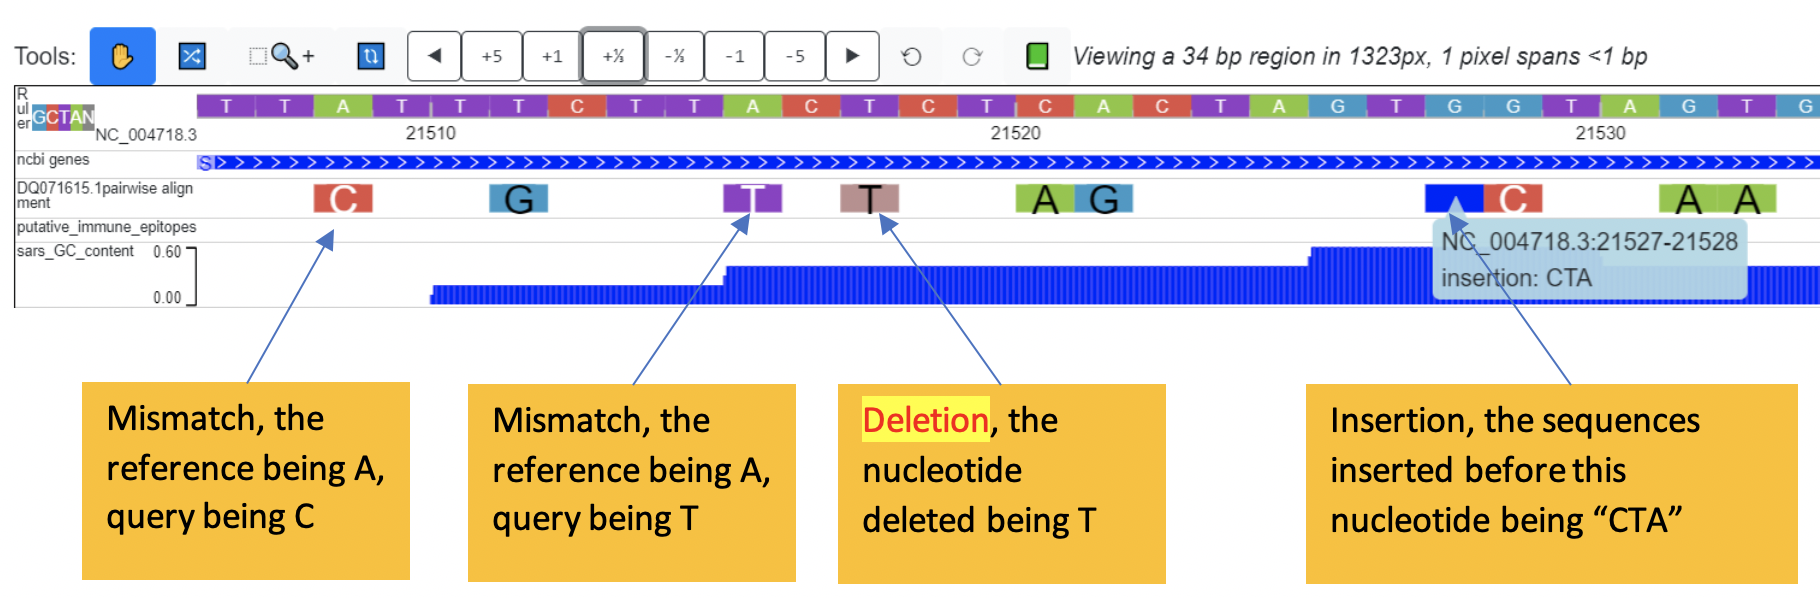 Tools: +5 +1 +⅓ -⅓ -1 -5 Viewing a 34 bp region in 1323px, 1 pixel spans <1 bp
R
ul
er
GCTAN
T T A T T T C T T A C T C T C A C T A G T G G T A G T G
NC_004718.3 21510 21520 21530
ncbi genes S
DQ071615.1pairwise align
ment
C G T T A G C A A
putative_immune_epitopes
sars_GC_content 0.60
0.00
NC_004718.3:21527-21528
insertion: CTA
Mismatch, the
reference being A,
query being C
Mismatch, the
reference being A,
query being T
Deletion, the
nucleotide
deleted being T
Insertion, the sequences
inserted before this
nucleotide being “CTA”